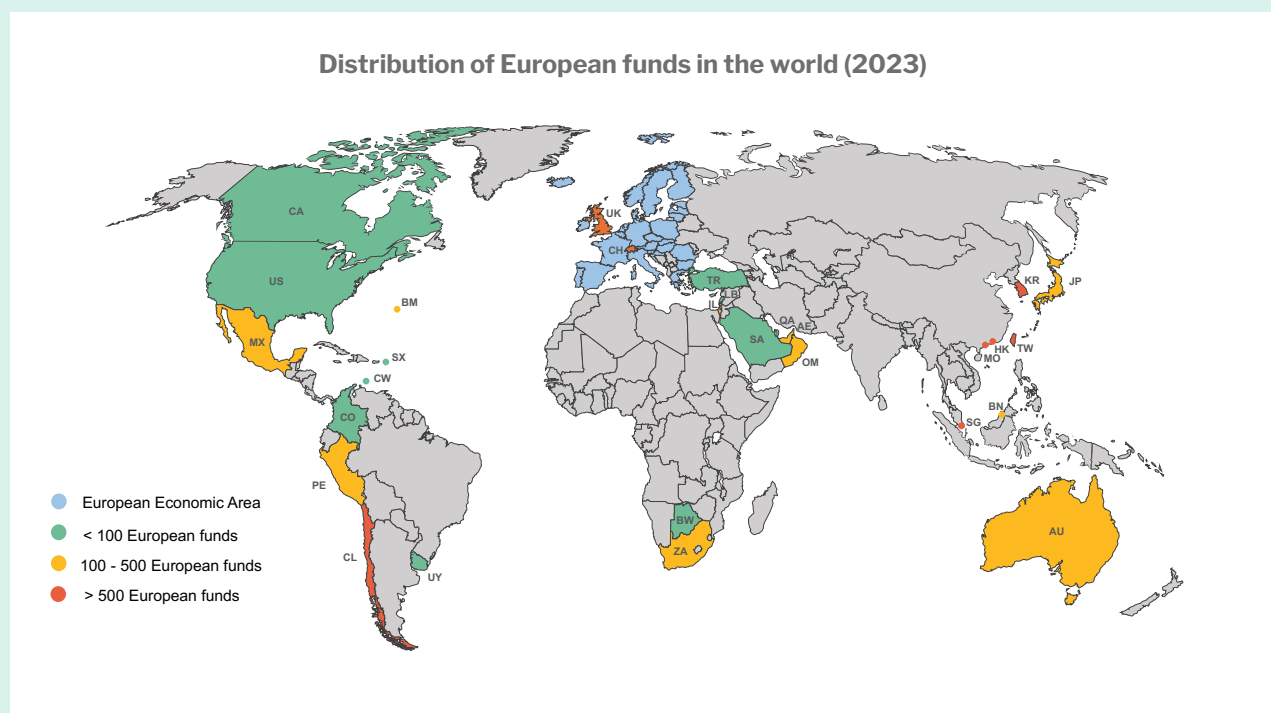 Distribution of European funds in the world (2023)
CA
UK
CH
US
TR
LB
KR
JP
BM
IL
QA
AE
MX
SA
HK
TW
SX
MO
OM
CW
BN
CO
SG
PE
BW
AU
ZA
CL
UY
European Economic Area
< 100 European funds
100 - 500 European funds
> 500 European funds